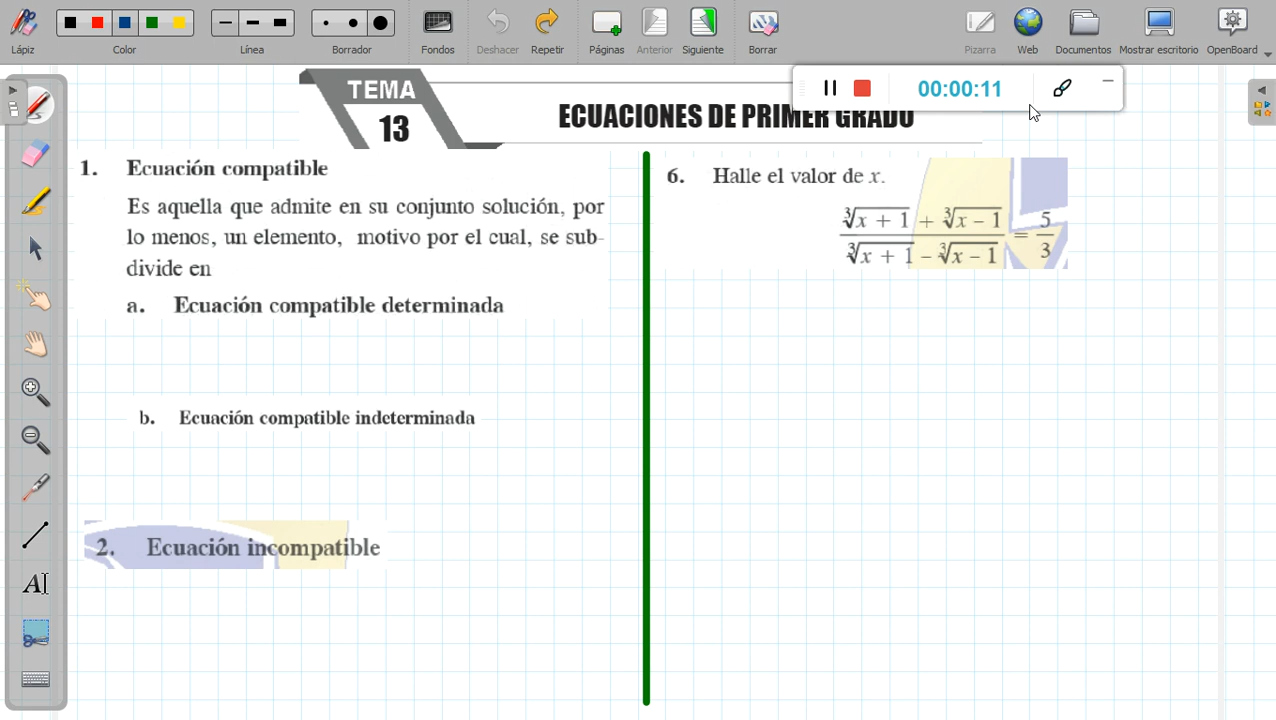 Lápiz
Color
Línea
Borrador
Fondos
Deshacer
Repetir
Páginas
Anterior
Siguiente
Borrar
Pizarra
Web
Documentos
Mostrar escritorio
OpenBoard
00:00:11
TEMA
13
ECUACIONES DE PRIMER GRADO
1. Ecuación compatible
Es aquella que admite en su conjunto solución, por
lo menos, un elemento, motivo por el cual, se sub-
divide en
a. Ecuación compatible determinada
b. Ecuación compatible indeterminada
2. Ecuación incompatible
6. Halle el valor de x.
∛x + 1 + ∛x − 1
∛x + 1 − ∛x − 1
= 5/3
AI